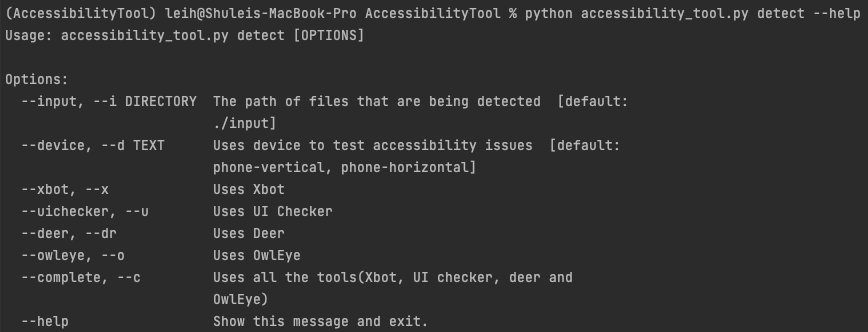 (AccessibilityTool) leih@Shuleis-MacBook-Pro AccessibilityTool % python accessibility_tool.py detect --help
Usage: accessibility_tool.py detect [OPTIONS]
Options:
--input, --i DIRECTORY  The path of files that are being detected  [default:
./input]
--device, --d TEXT      Uses device to test accessibility issues  [default:
phone-vertical, phone-horizontal]
--xbot, --x             Uses Xbot
--uichecker, --u        Uses UI Checker
--deer, --dr            Uses Deer
--owleye, --o           Uses OwlEye
--complete, --c         Uses all the tools(Xbot, UI checker, deer and
OwlEye)
--help                  Show this message and exit.